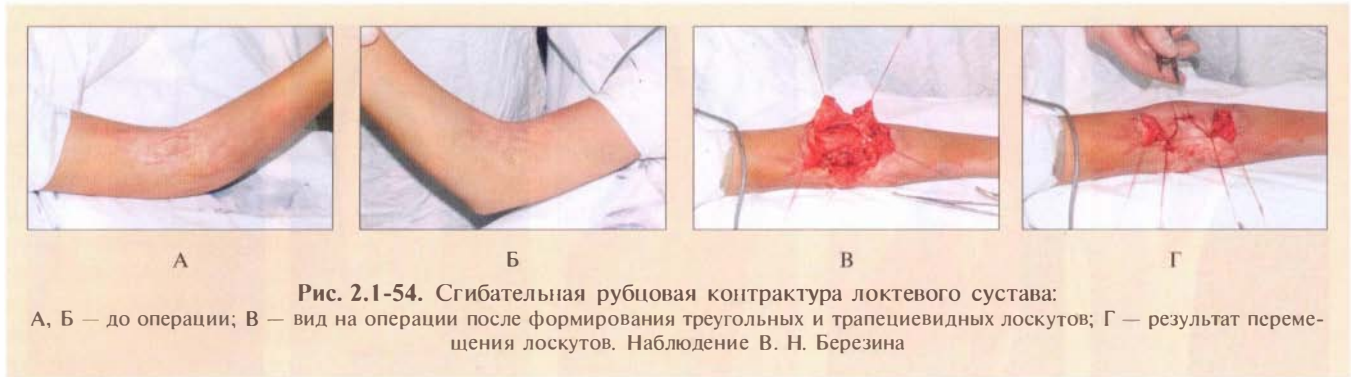 А Б В Г
Рис. 2.1-54. Сгибательная рубцовая контрактура локтевого сустава:
А, Б — до операции; В — вид на операции после формирования треугольных и трапециевидных лоскутов; Г — результат переме-
щения лоскутов. Наблюдение В. Н. Березина